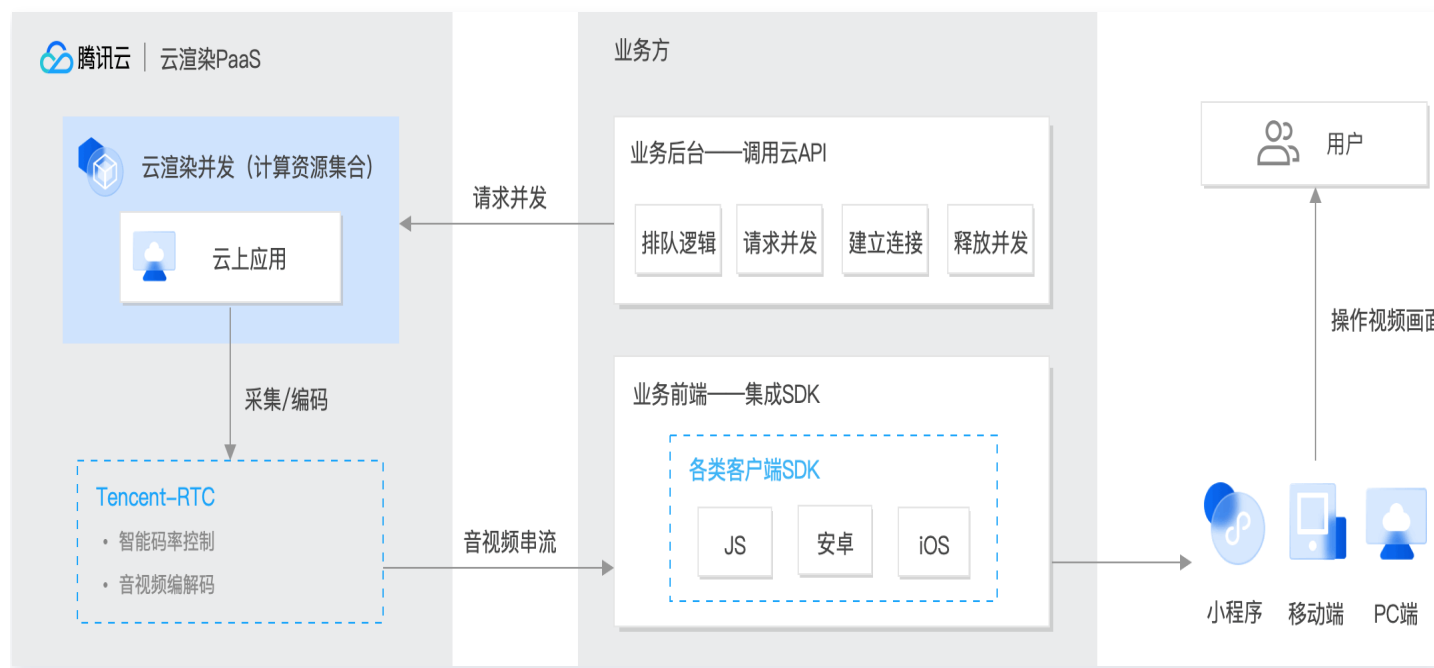 腾讯云 | 云渲染PaaS
云渲染并发（计算资源集合）
云上应用
采集/编码
Tencent-RTC
• 智能码率控制
• 音视频编解码
请求并发
音视频串流
业务方
业务后台——调用云API
排队逻辑
请求并发
建立连接
释放并发
业务前端——集成SDK
各类客户端SDK
JS
安卓
iOS
用户
操作视频画面
小程序
移动端
PC端